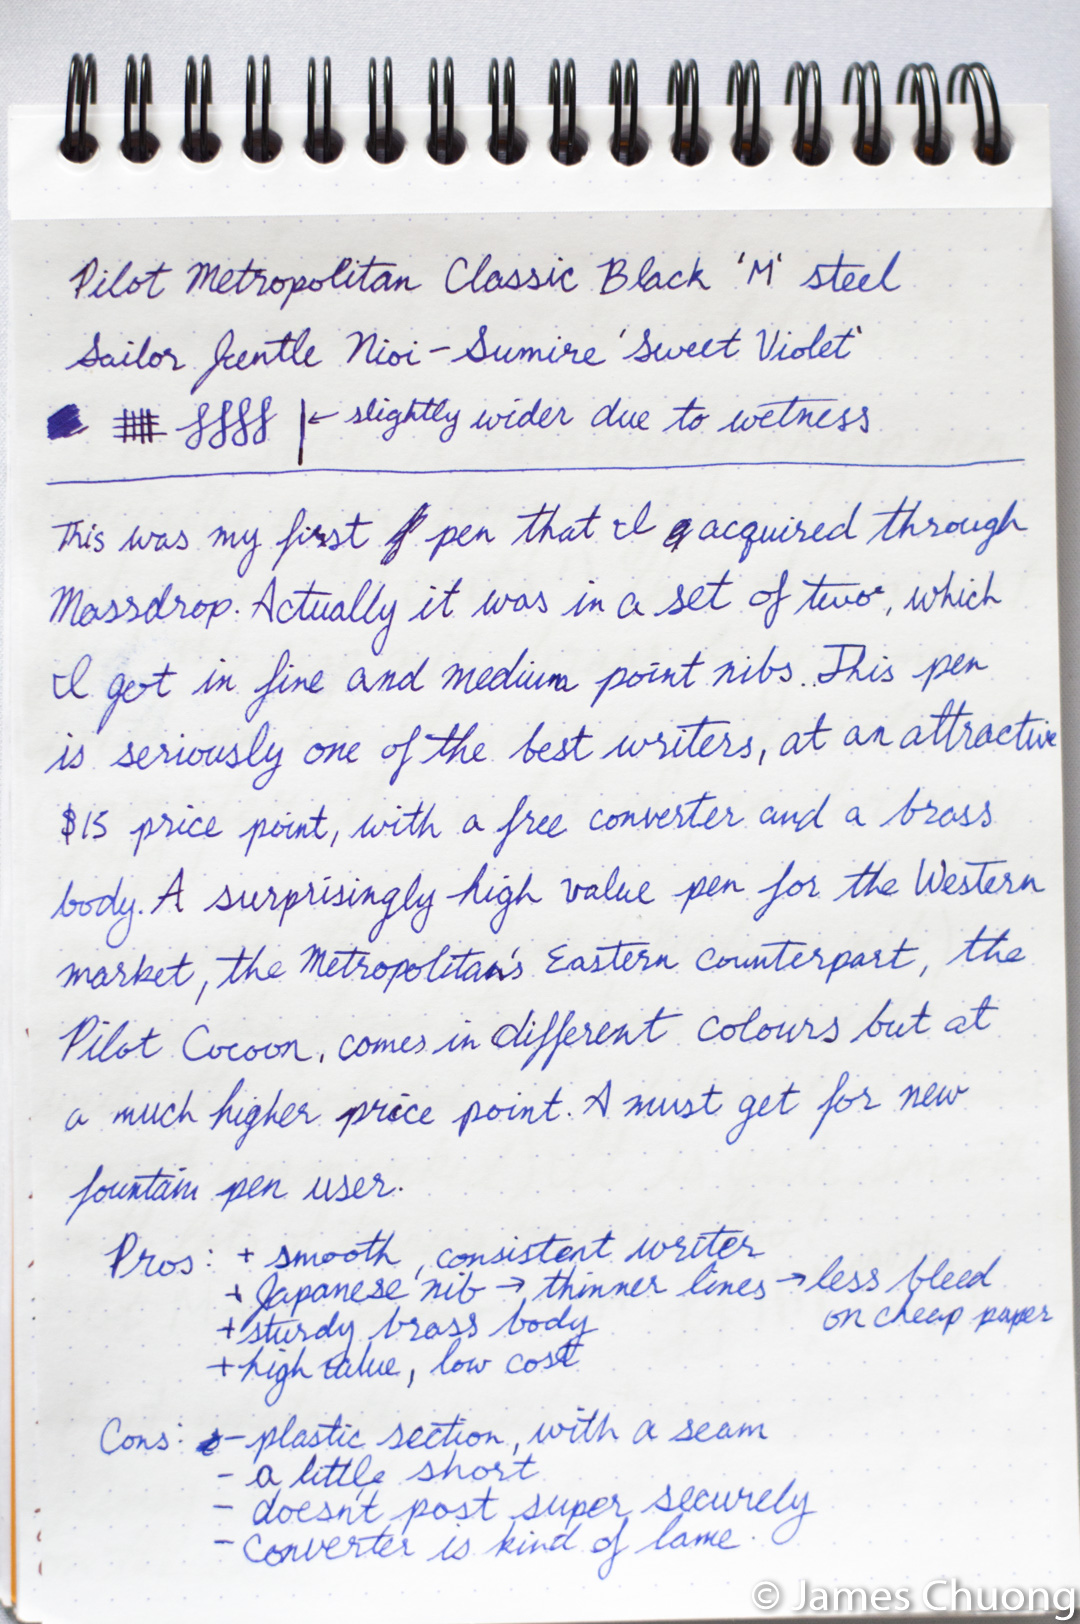 Pilot Metropolitan Classic Black 'M' steel
Sailor Jentle Nioi-Sumire 'Sweet Violet'
← slightly wider due to wetness
This was my first pen that I acquired through
Massdrop. Actually it was in a set of two, which
I got in fine and medium point nibs. This pen
is seriously one of the best writers, at an attractive
$15 price point, with a free converter and a brass
body. A surprisingly high value pen for the Western
market, the Metropolitan's Eastern counterpart, the
Pilot Cocoon, comes in different colours but at
a much higher price point. A must get for new
fountain pen user.
Pros: + smooth, consistent writer
+ Japanese nib → thinner lines → less bleed
on cheap paper
+ sturdy brass body
+ high value, low cost
Cons: - plastic section, with a seam
- a little short
- doesn't post super securely
- converter is kind of lame.
© James Chuong